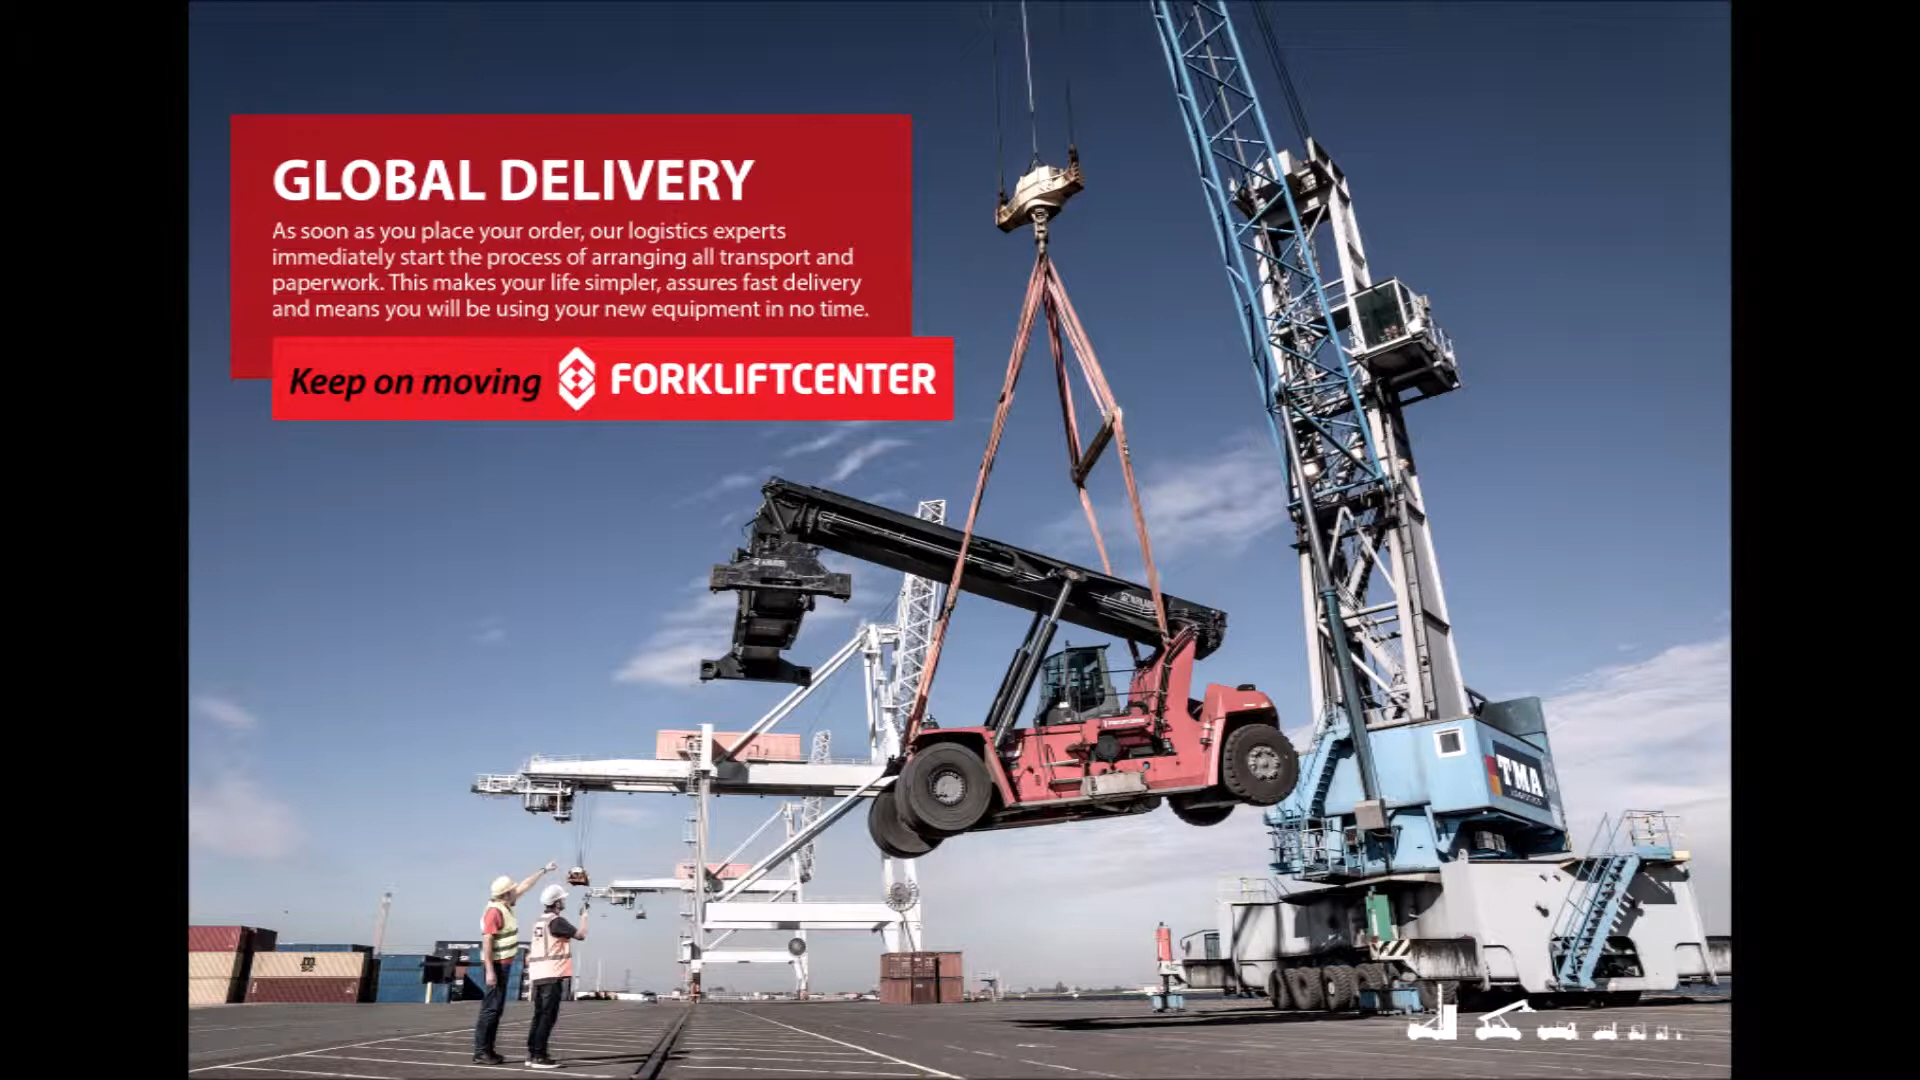 GLOBAL DELIVERY
As soon as you place your order, our logistics experts
immediately start the process of arranging all transport and
paperwork. This makes your life simpler, assures fast delivery
and means you will be using your new equipment in no time.
Keep on moving FORKLIFTCENTER
TMA
LOGISTICS